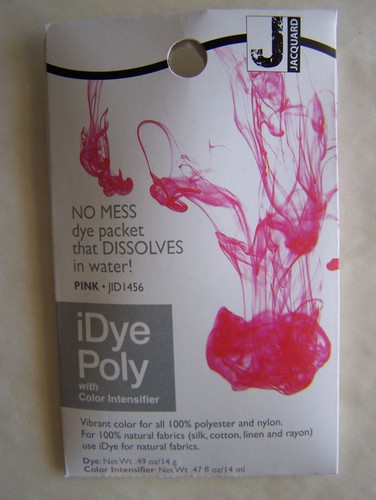 JACQUARD
NO MESS
dye packet
that DISSOLVES
in water!
PINK • JID1456
iDye
Poly
with
Color Intensifier
Vibrant color for all 100% polyester and nylon.
For 100% natural fabrics (silk, cotton, linen and rayon)
use iDye for natural fabrics.
Dye: Net Wt .49 oz/14 g
Color Intensifier: Net Wt .47 fl oz/14 ml